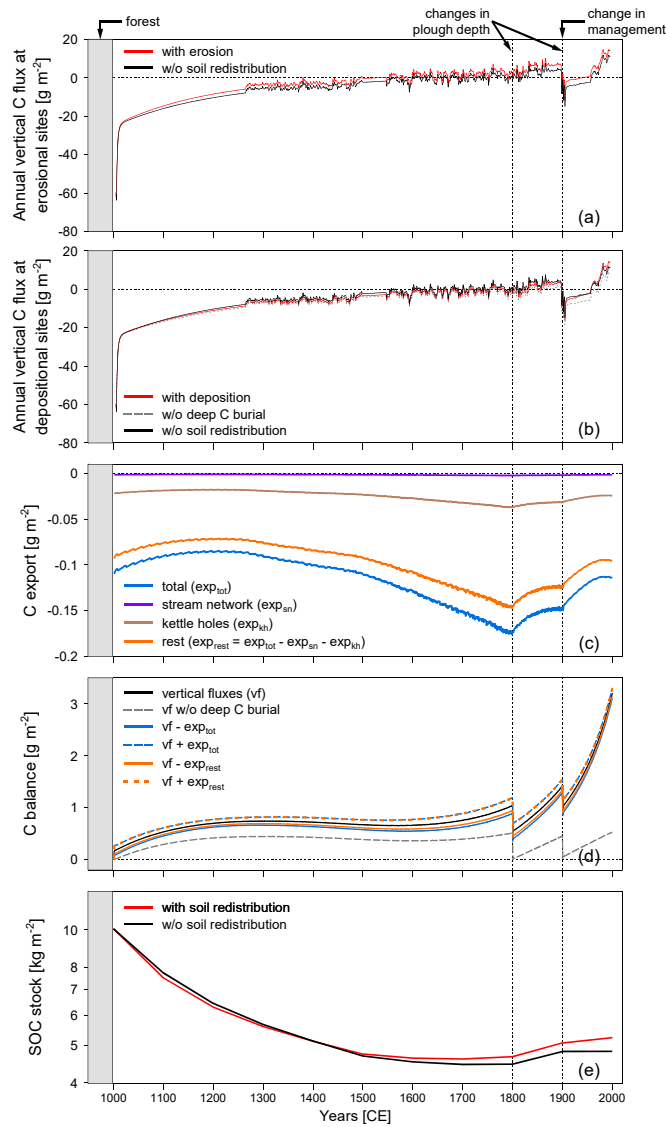 forest
changes in
plough depth
change in
management
Annual vertical C flux at
erosional sites [g m⁻²]
20
0
-20
-40
-60
-80
with erosion
w/o soil redistribution
(a)
Annual vertical C flux at
depositional sites [g m⁻²]
20
0
-20
-40
-60
-80
with deposition
w/o deep C burial
w/o soil redistribution
(b)
C export [g m⁻²]
0
-0.05
-0.1
-0.15
-0.2
total (exp_tot)
stream network (exp_sn)
kettle holes (exp_kh)
rest (exp_rest = exp_tot - exp_sn - exp_kh)
(c)
C balance [g m⁻²]
3
2
1
0
vertical fluxes (vf)
vf w/o deep C burial
vf - exp_tot
vf + exp_tot
vf - exp_rest
vf + exp_rest
(d)
SOC stock [kg m⁻²]
10
8
7
6
5
4
with soil redistribution
w/o soil redistribution
(e)
1000 1100 1200 1300 1400 1500 1600 1700 1800 1900 2000
Years [CE]